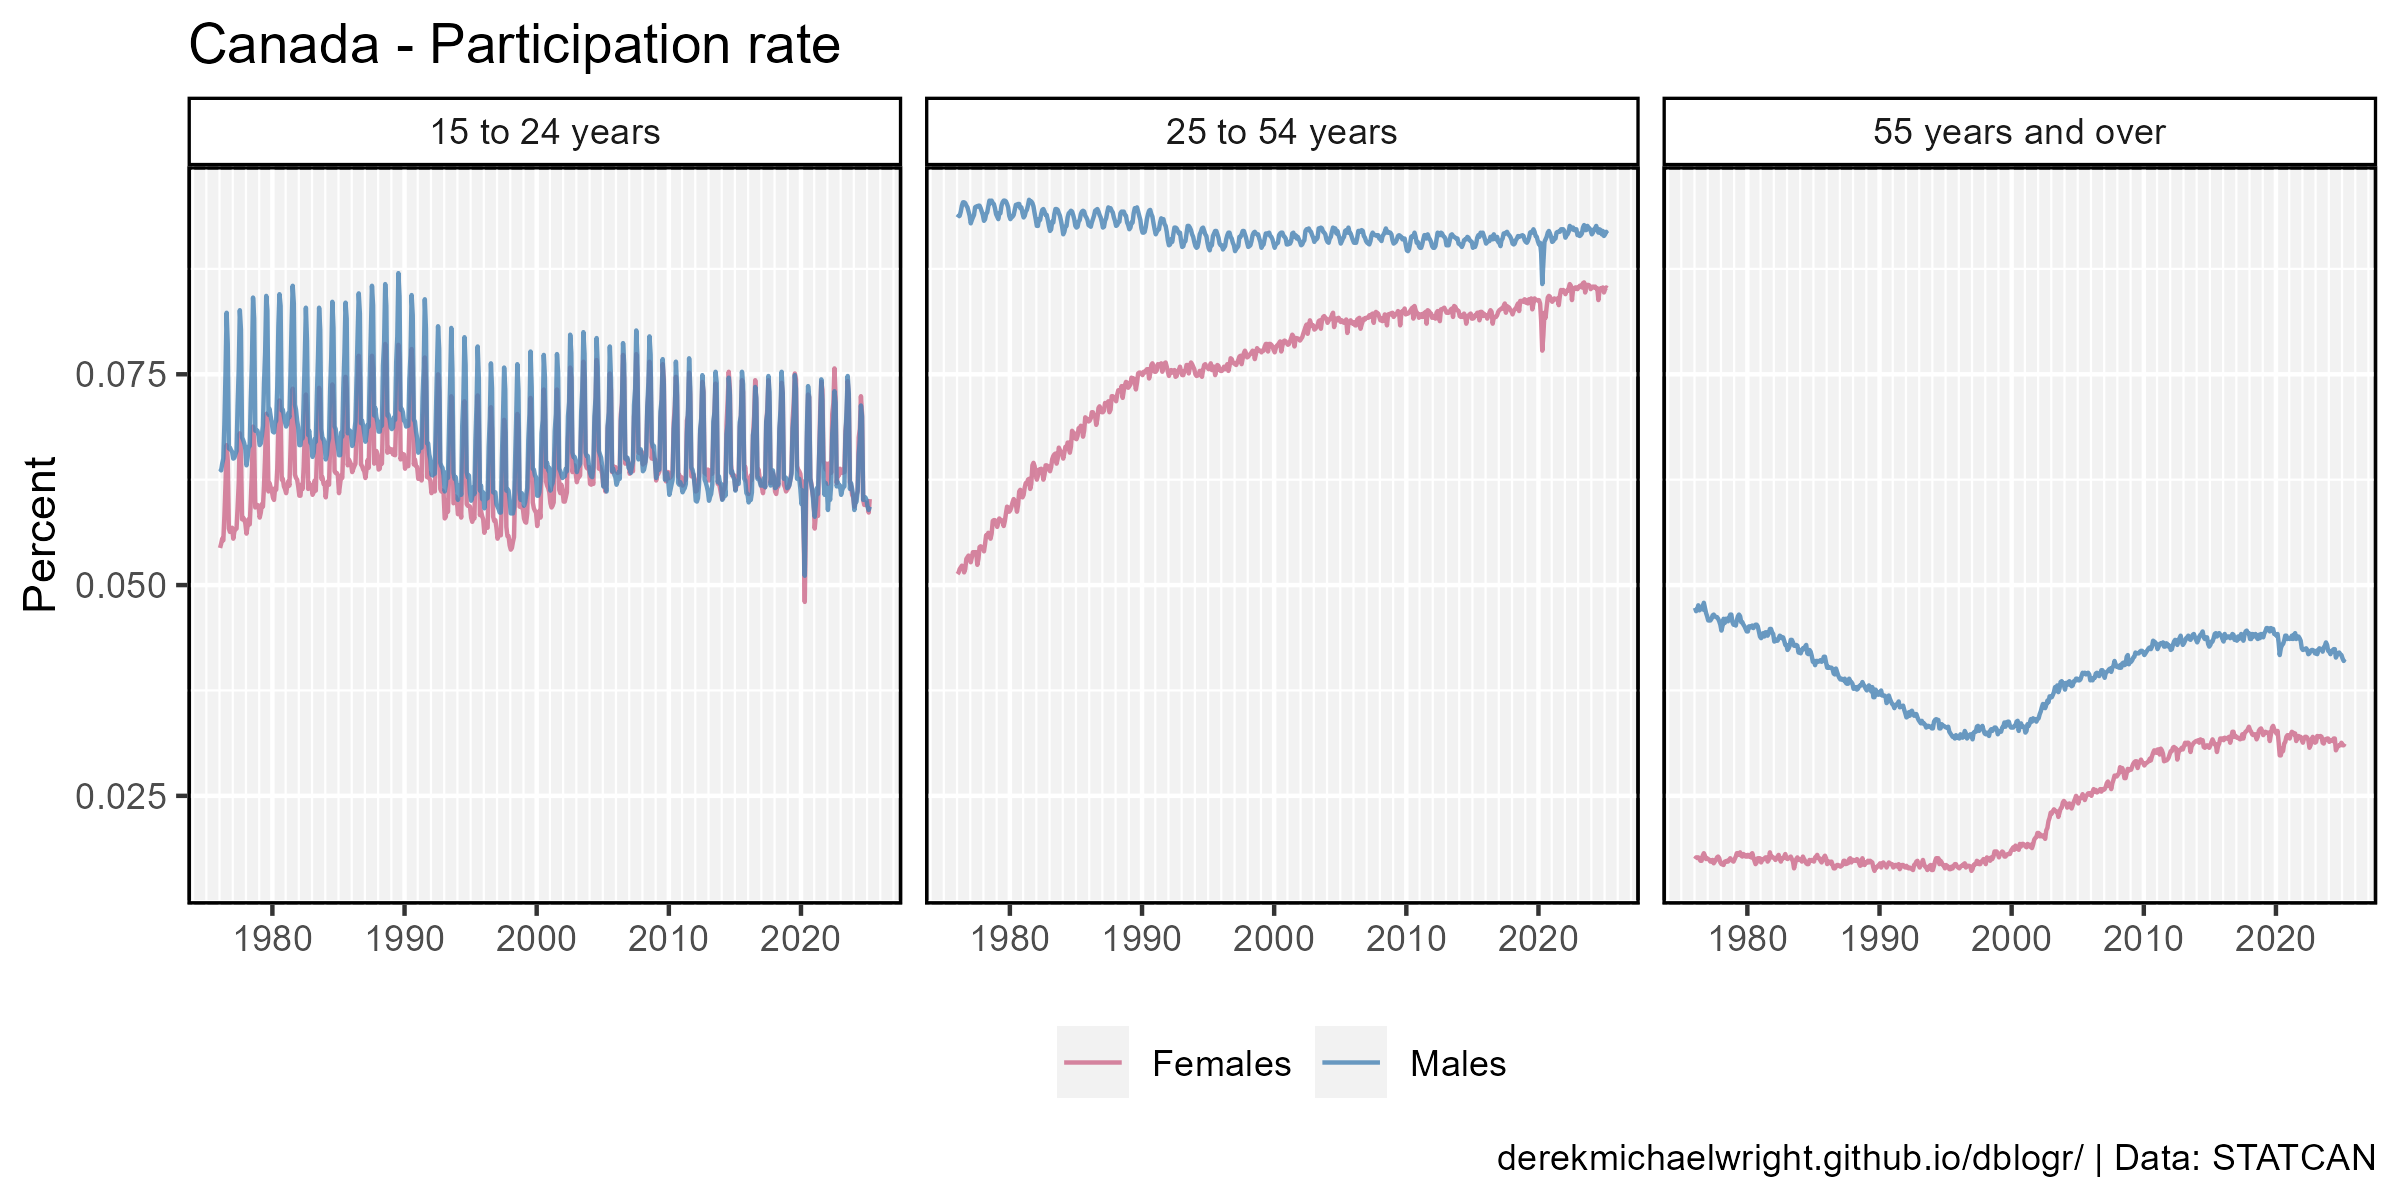 Canada - Participation rate
15 to 24 years
25 to 54 years
55 years and over
Percent
0.075
0.050
0.025
1980 1990 2000 2010 2020
1980 1990 2000 2010 2020
1980 1990 2000 2010 2020
Females
Males
derekmichaelwright.github.io/dblogr/ | Data: STATCAN